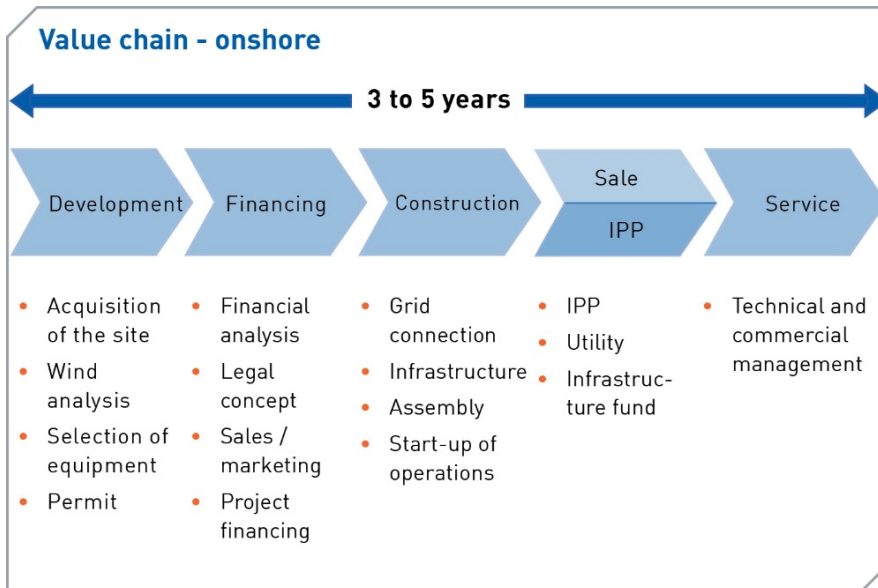 Value chain - onshore
3 to 5 years
Development
Financing
Construction
Sale
IPP
Service
• Acquisition
of the site
• Wind
analysis
• Selection of
equipment
• Permit
• Financial
analysis
• Legal
concept
• Sales /
marketing
• Project
financing
• Grid
connection
• Infrastructure
• Assembly
• Start-up of
operations
• IPP
• Utility
• Infrastruc-
ture fund
• Technical and
commercial
management